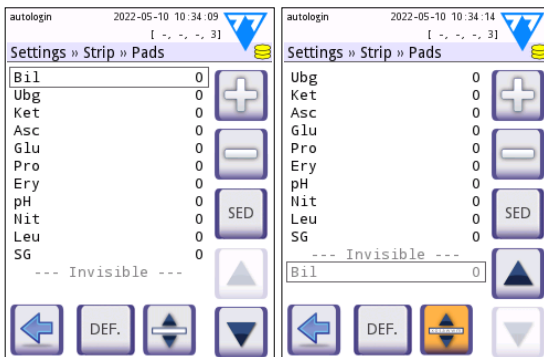 autologin 2022-05-10 10:34:09
[ -, -, -, 3]
Settings » Strip » Pads
Bil 0
Ubg 0
Ket 0
Asc 0
Glu 0
Pro 0
Ery 0
pH 0
Nit 0
Leu 0
SG 0
--- Invisible ---
SED
DEF.
autologin 2022-05-10 10:34:14
[ -, -, -, 3]
Settings » Strip » Pads
Ubg 0
Ket 0
Asc 0
Glu 0
Pro 0
Ery 0
pH 0
Nit 0
Leu 0
SG 0
--- Invisible ---
Bil 0
SED
DEF.